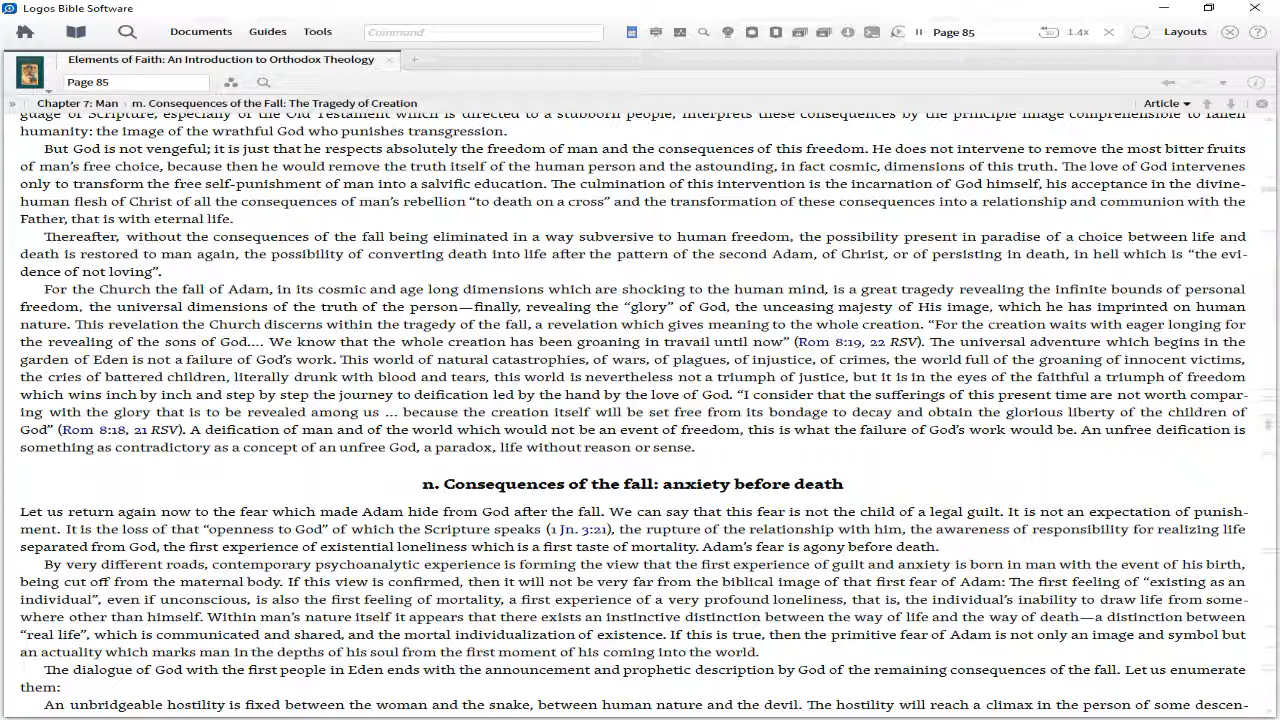 Logos Bible Software
Documents Guides Tools Command Page 85 1.4x Layouts
Elements of Faith: An Introduction to Orthodox Theology
Page 85
Chapter 7: Man › m. Consequences of the Fall: The Tragedy of Creation Article
guage of Scripture, especially of the Old Testament which is directed to a stubborn people, interprets these consequences by the principle image comprehensible to fallen
humanity: the image of the wrathful God who punishes transgression.
But God is not vengeful; it is just that he respects absolutely the freedom of man and the consequences of this freedom. He does not intervene to remove the most bitter fruits
of man’s free choice, because then he would remove the truth itself of the human person and the astounding, in fact cosmic, dimensions of this truth. The love of God intervenes
only to transform the free self-punishment of man into a salvific education. The culmination of this intervention is the incarnation of God himself, his acceptance in the divine-
human flesh of Christ of all the consequences of man’s rebellion “to death on a cross” and the transformation of these consequences into a relationship and communion with the
Father, that is with eternal life.
Thereafter, without the consequences of the fall being eliminated in a way subversive to human freedom, the possibility present in paradise of a choice between life and
death is restored to man again, the possibility of converting death into life after the pattern of the second Adam, of Christ, or of persisting in death, in hell which is “the evi-
dence of not loving”.
For the Church the fall of Adam, in its cosmic and age long dimensions which are shocking to the human mind, is a great tragedy revealing the infinite bounds of personal
freedom, the universal dimensions of the truth of the person—finally, revealing the “glory” of God, the unceasing majesty of His image, which he has imprinted on human
nature. This revelation the Church discerns within the tragedy of the fall, a revelation which gives meaning to the whole creation. “For the creation waits with eager longing for
the revealing of the sons of God.… We know that the whole creation has been groaning in travail until now” (Rom 8:19, 22 RSV). The universal adventure which begins in the
garden of Eden is not a failure of God’s work. This world of natural catastrophies, of wars, of plagues, of injustice, of crimes, the world full of the groaning of innocent victims,
the cries of battered children, literally drunk with blood and tears, this world is nevertheless not a triumph of justice, but it is in the eyes of the faithful a triumph of freedom
which wins inch by inch and step by step the journey to deification led by the hand by the love of God. “I consider that the sufferings of this present time are not worth compar-
ing with the glory that is to be revealed among us … because the creation itself will be set free from its bondage to decay and obtain the glorious liberty of the children of
God” (Rom 8:18, 21 RSV). A deification of man and of the world which would not be an event of freedom, this is what the failure of God’s work would be. An unfree deification is
something as contradictory as a concept of an unfree God, a paradox, life without reason or sense.
n. Consequences of the fall: anxiety before death
Let us return again now to the fear which made Adam hide from God after the fall. We can say that this fear is not the child of a legal guilt. It is not an expectation of punish-
ment. It is the loss of that “openness to God” of which the Scripture speaks (1 Jn. 3:21), the rupture of the relationship with him, the awareness of responsibility for realizing life
separated from God, the first experience of existential loneliness which is a first taste of mortality. Adam’s fear is agony before death.
By very different roads, contemporary psychoanalytic experience is forming the view that the first experience of guilt and anxiety is born in man with the event of his birth,
being cut off from the maternal body. If this view is confirmed, then it will not be very far from the biblical image of that first fear of Adam: The first feeling of “existing as an
individual”, even if unconscious, is also the first feeling of mortality, a first experience of a very profound loneliness, that is, the individual’s inability to draw life from some-
where other than himself. Within man’s nature itself it appears that there exists an instinctive distinction between the way of life and the way of death—a distinction between
“real life”, which is communicated and shared, and the mortal individualization of existence. If this is true, then the primitive fear of Adam is not only an image and symbol but
an actuality which marks man in the depths of his soul from the first moment of his coming into the world.
The dialogue of God with the first people in Eden ends with the announcement and prophetic description by God of the remaining consequences of the fall. Let us enumerate
them:
An unbridgeable hostility is fixed between the woman and the snake, between human nature and the devil. The hostility will reach a climax in the person of some descen-